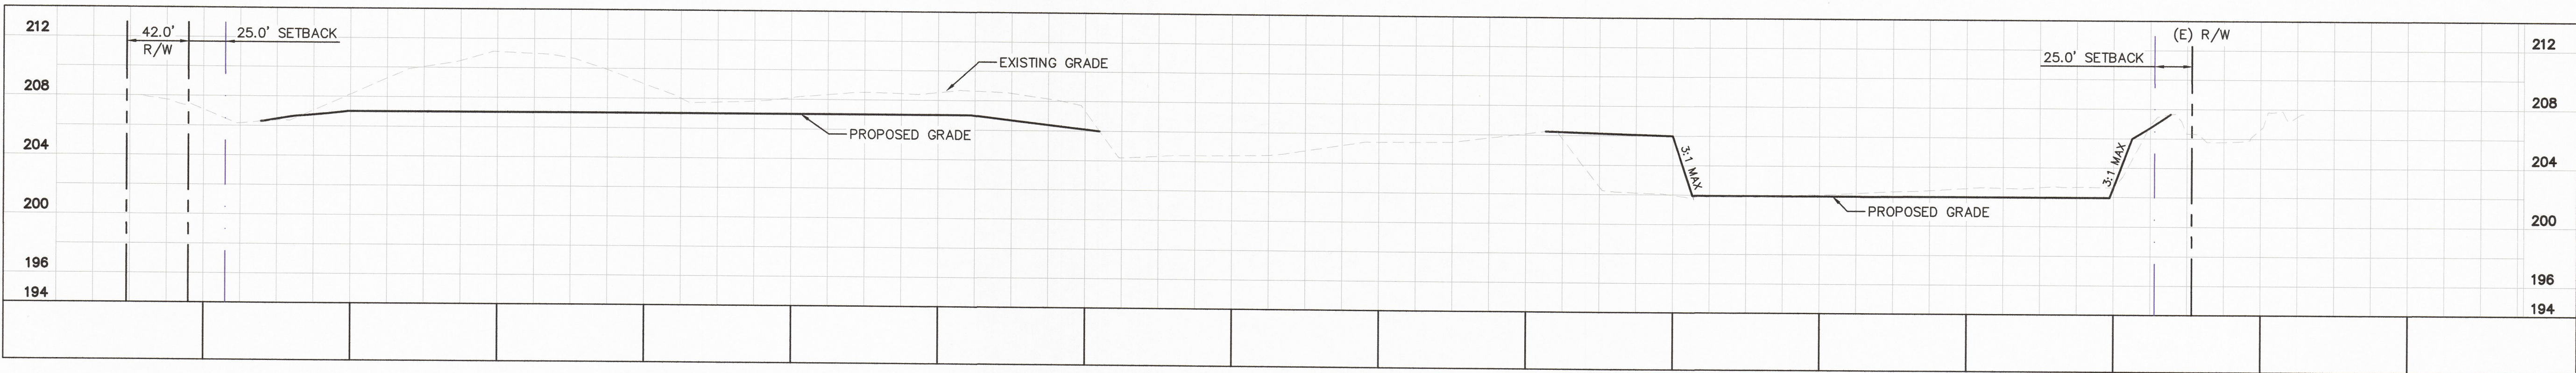 212
208
204
200
196
194
42.0'
R/W
25.0' SETBACK
EXISTING GRADE
PROPOSED GRADE
3:1 MAX
PROPOSED GRADE
3:1 MAX
25.0' SETBACK
(E) R/W
212
208
204
200
196
194